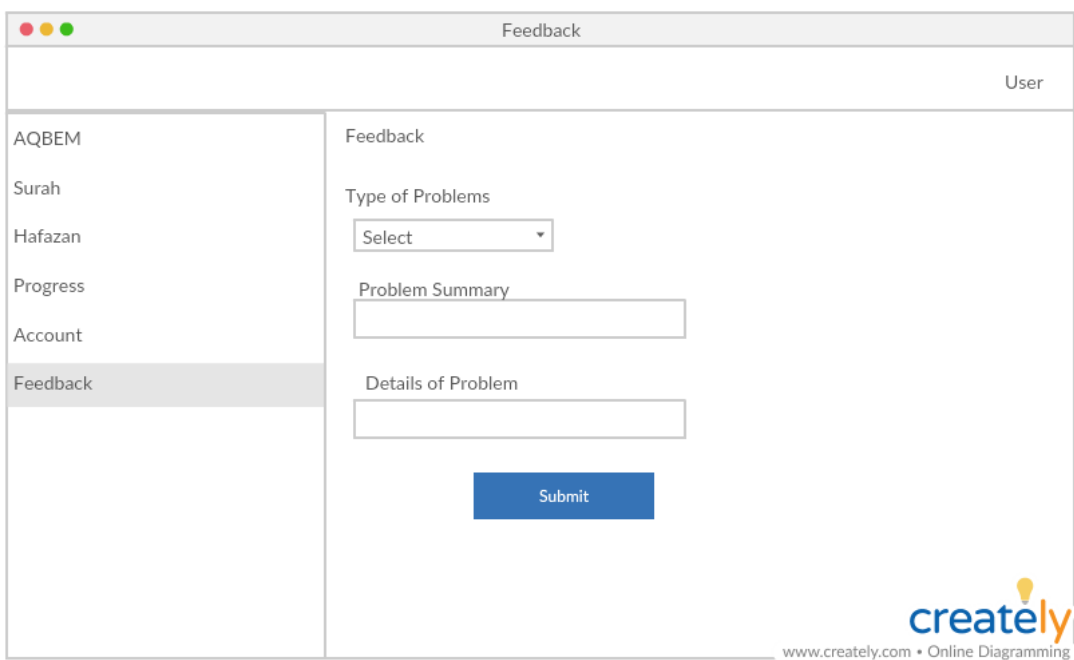 Feedback
User
AQBEM
Surah
Hafazan
Progress
Account
Feedback
Feedback
Type of Problems
Select
Problem Summary
Details of Problem
Submit
creately
www.creately.com • Online Diagramming